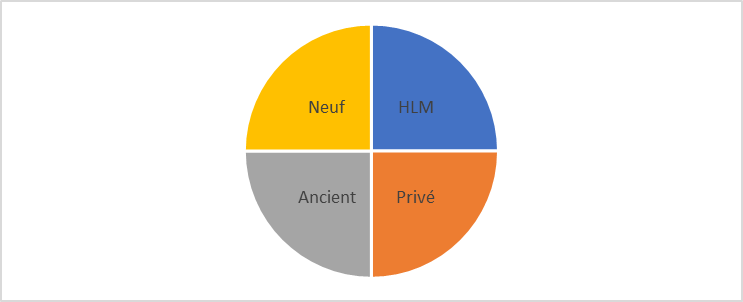 Neuf
HLM
Ancient
Privé